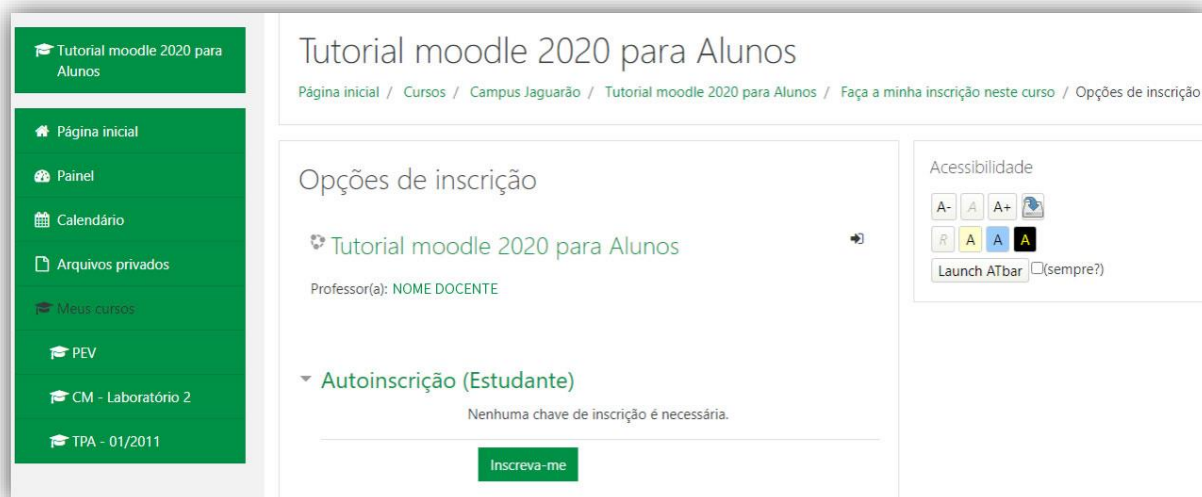 Tutorial moodle 2020 para
Alunos
Página inicial
Painel
Calendário
Arquivos privados
Meus cursos
PEV
CM - Laboratório 2
TPA - 01/2011
Tutorial moodle 2020 para Alunos
Página inicial / Cursos / Campus Jaguarão / Tutorial moodle 2020 para Alunos / Faça a minha inscrição neste curso / Opções de inscrição
Opções de inscrição
Tutorial moodle 2020 para Alunos
Professor(a): NOME DOCENTE
Autoinscrição (Estudante)
Nenhuma chave de inscrição é necessária.
Inscreva-me
Acessibilidade
A- A A+
R A A A
Launch ATbar (sempre?)